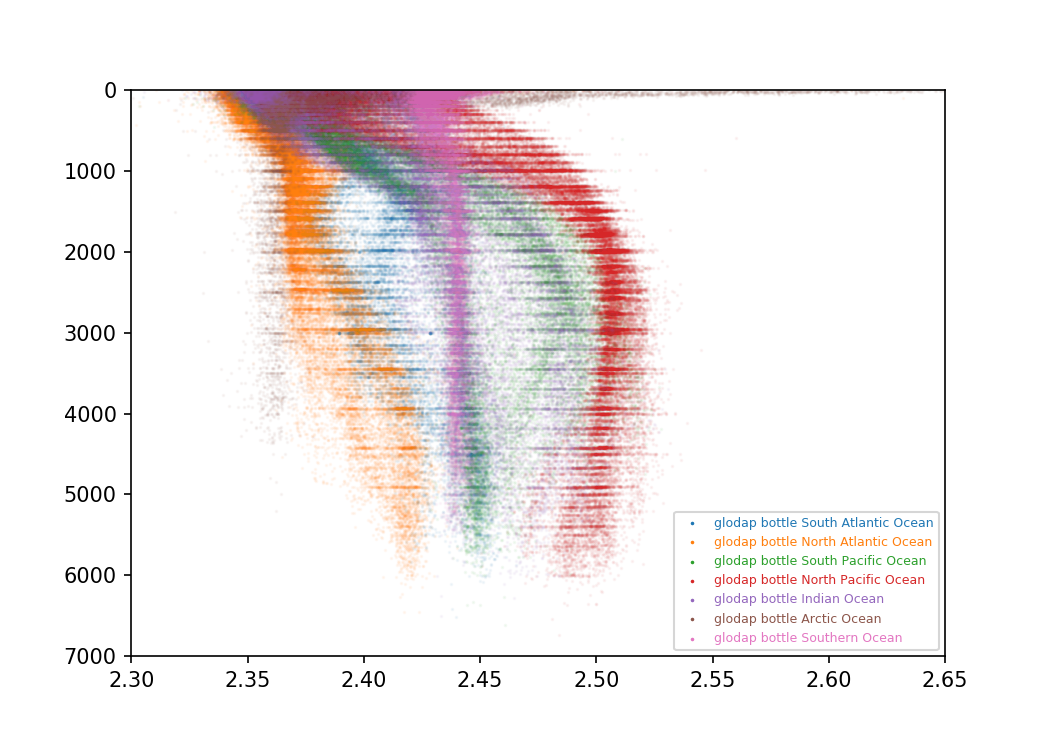 0
1000
2000
3000
4000
5000
6000
7000
2.30 2.35 2.40 2.45 2.50 2.55 2.60 2.65
glodap bottle South Atlantic Ocean
glodap bottle North Atlantic Ocean
glodap bottle South Pacific Ocean
glodap bottle North Pacific Ocean
glodap bottle Indian Ocean
glodap bottle Arctic Ocean
glodap bottle Southern Ocean